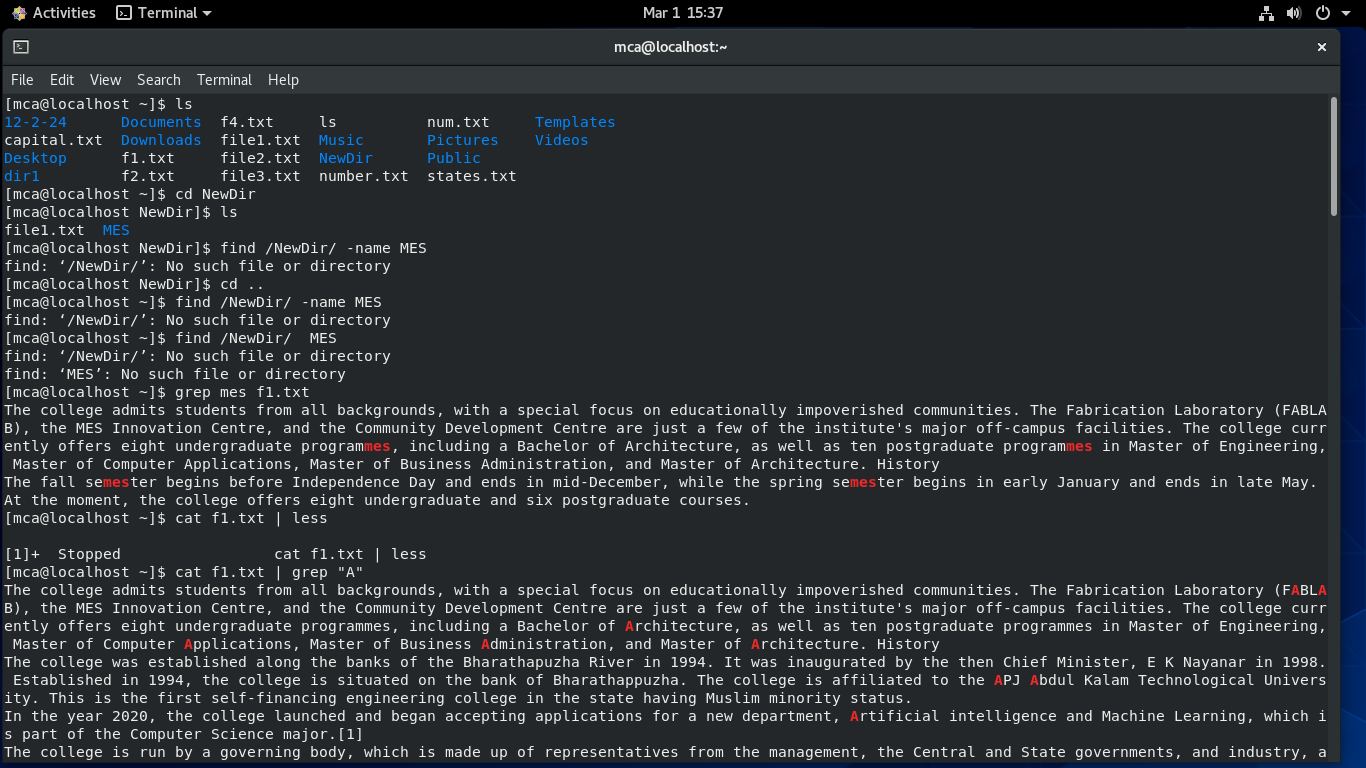 Activities Terminal Mar 1 15:37
mca@localhost:~
File Edit View Search Terminal Help
[mca@localhost ~]$ ls
12-2-24 Documents f4.txt ls num.txt Templates
capital.txt Downloads file1.txt Music Pictures Videos
Desktop f1.txt file2.txt NewDir Public
dir1 f2.txt file3.txt number.txt states.txt
[mca@localhost ~]$ cd NewDir
[mca@localhost NewDir]$ ls
file1.txt MES
[mca@localhost NewDir]$ find /NewDir/ -name MES
find: ‘/NewDir/’: No such file or directory
[mca@localhost NewDir]$ cd ..
[mca@localhost ~]$ find /NewDir/ -name MES
find: ‘/NewDir/’: No such file or directory
[mca@localhost ~]$ find /NewDir/  MES
find: ‘/NewDir/’: No such file or directory
find: ‘MES’: No such file or directory
[mca@localhost ~]$ grep mes f1.txt
The college admits students from all backgrounds, with a special focus on educationally impoverished communities. The Fabrication Laboratory (FABLA
B), the MES Innovation Centre, and the Community Development Centre are just a few of the institute's major off-campus facilities. The college curr
ently offers eight undergraduate programmes, including a Bachelor of Architecture, as well as ten postgraduate programmes in Master of Engineering,
Master of Computer Applications, Master of Business Administration, and Master of Architecture. History
The fall semester begins before Independence Day and ends in mid-December, while the spring semester begins in early January and ends in late May.
At the moment, the college offers eight undergraduate and six postgraduate courses.
[mca@localhost ~]$ cat f1.txt | less
[1]+  Stopped                 cat f1.txt | less
[mca@localhost ~]$ cat f1.txt | grep "A"
The college admits students from all backgrounds, with a special focus on educationally impoverished communities. The Fabrication Laboratory (FABLA
B), the MES Innovation Centre, and the Community Development Centre are just a few of the institute's major off-campus facilities. The college curr
ently offers eight undergraduate programmes, including a Bachelor of Architecture, as well as ten postgraduate programmes in Master of Engineering,
Master of Computer Applications, Master of Business Administration, and Master of Architecture. History
The college was established along the banks of the Bharathapuzha River in 1994. It was inaugurated by the then Chief Minister, E K Nayanar in 1998.
Established in 1994, the college is situated on the bank of Bharathappuzha. The college is affiliated to the APJ Abdul Kalam Technological Univers
ity. This is the first self-financing engineering college in the state having Muslim minority status.
In the year 2020, the college launched and began accepting applications for a new department, Artificial intelligence and Machine Learning, which i
s part of the Computer Science major.[1]
The college is run by a governing body, which is made up of representatives from the management, the Central and State governments, and industry, a